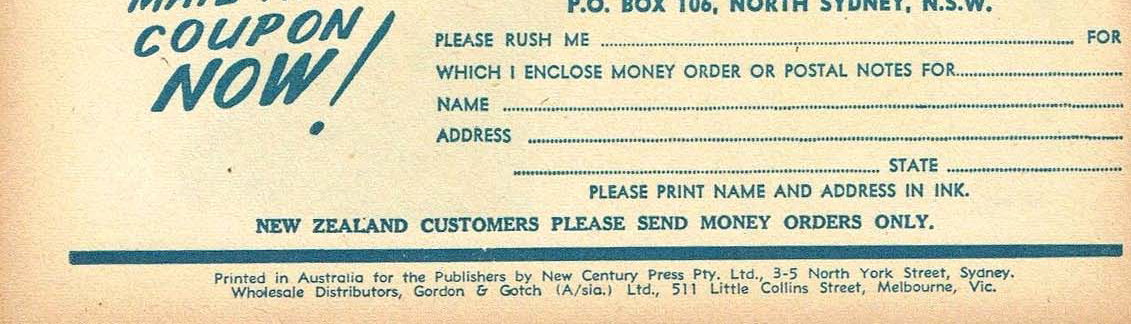 COUPON
NOW!
P.O. BOX 106, NORTH SYDNEY, N.S.W.
PLEASE RUSH ME ........ FOR
WHICH I ENCLOSE MONEY ORDER OR POSTAL NOTES FOR........
NAME ........
ADDRESS ........
........ STATE ........
PLEASE PRINT NAME AND ADDRESS IN INK.
NEW ZEALAND CUSTOMERS PLEASE SEND MONEY ORDERS ONLY.
Printed in Australia for the Publishers by New Century Press Pty. Ltd., 3-5 North York Street, Sydney.
Wholesale Distributors, Gordon & Gotch (A/sia.) Ltd., 511 Little Collins Street, Melbourne, Vic.